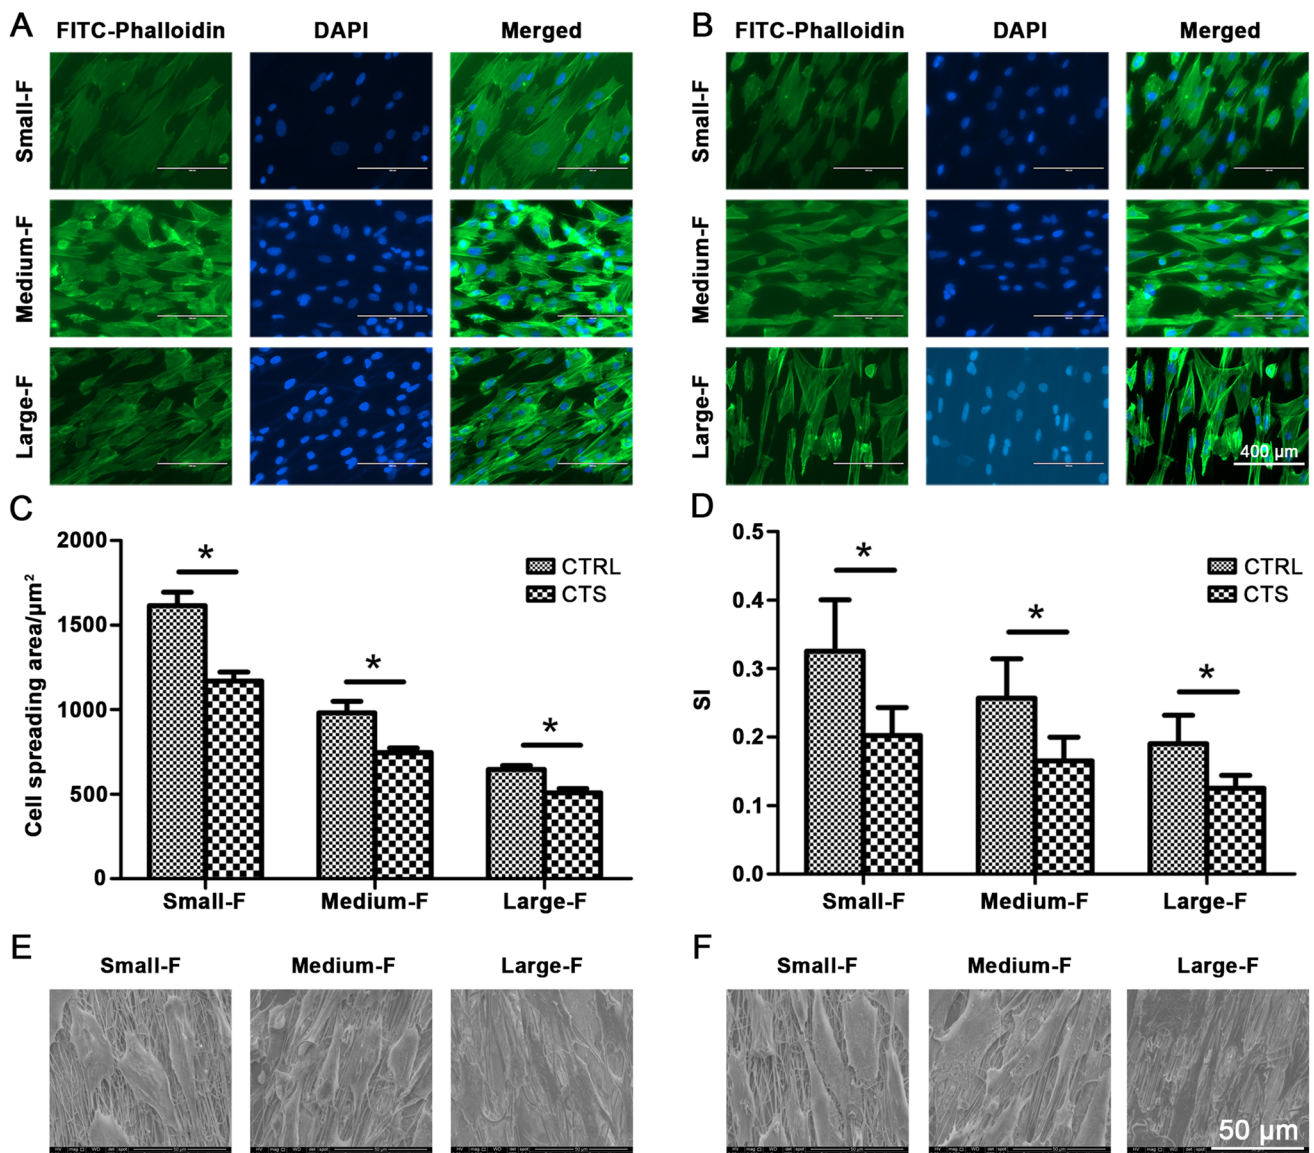 A
FITC-Phalloidin DAPI Merged
Small-F
Medium-F
Large-F
B
FITC-Phalloidin DAPI Merged
Small-F
Medium-F
Large-F
400 µm
C
Cell spreading area/µm²
2000
1500
1000
500
0
*
*
*
CTRL
CTS
Small-F Medium-F Large-F
D
SI
0.5
0.4
0.3
0.2
0.1
0.0
*
*
*
CTRL
CTS
Small-F Medium-F Large-F
E
Small-F Medium-F Large-F
F
Small-F Medium-F Large-F
50 µm